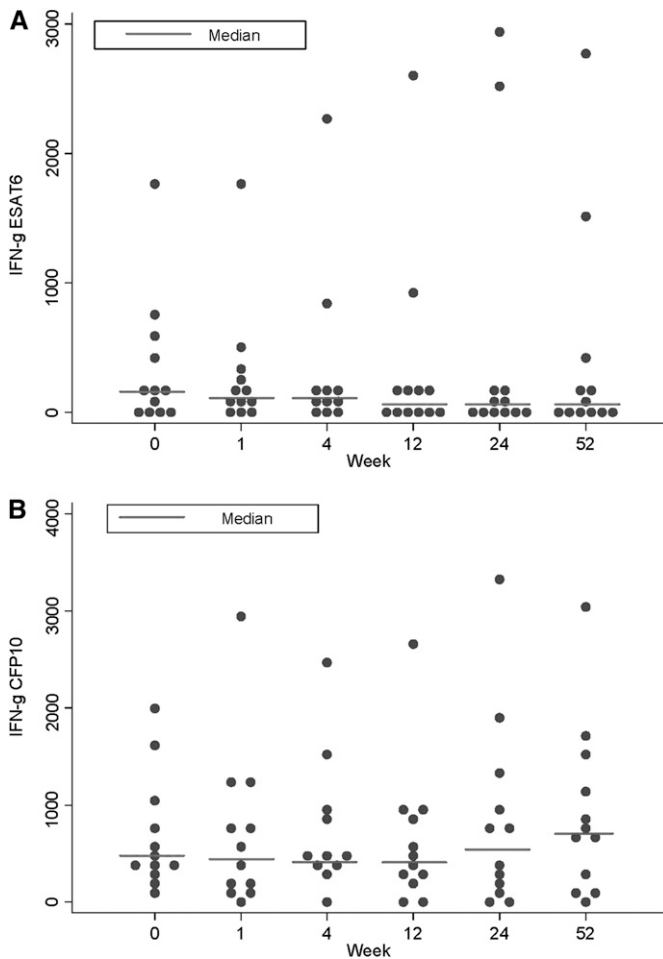 A
Median
IFN-g ESAT6
3000
2000
1000
0
0 1 4 12 24 52
Week
B
Median
IFN-g CFP10
4000
3000
2000
1000
0
0 1 4 12 24 52
Week